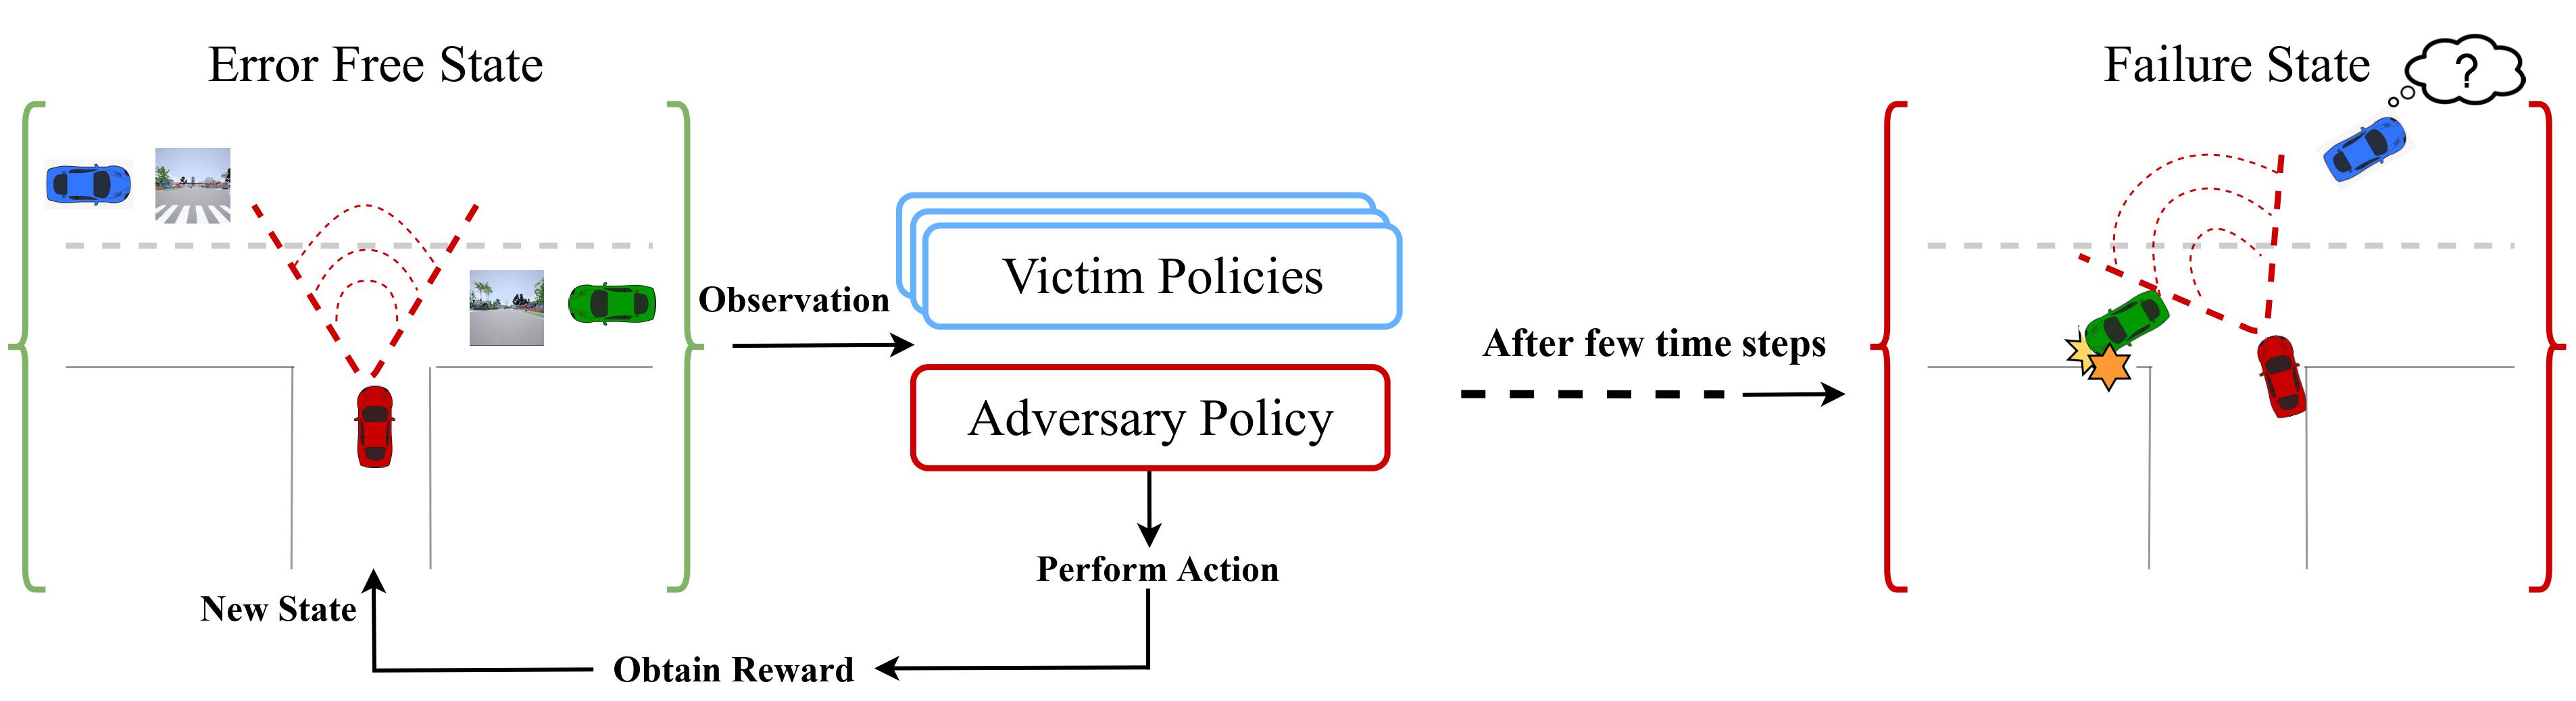 Error Free State
Failure State
?
Observation
Victim Policies
Adversary Policy
After few time steps
Perform Action
New State
Obtain Reward